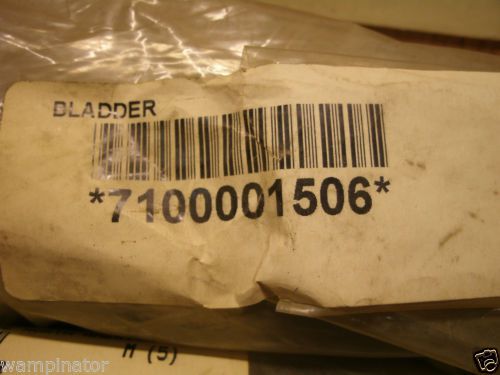 BLADDER
*7100001506*
M (5)
wampinator